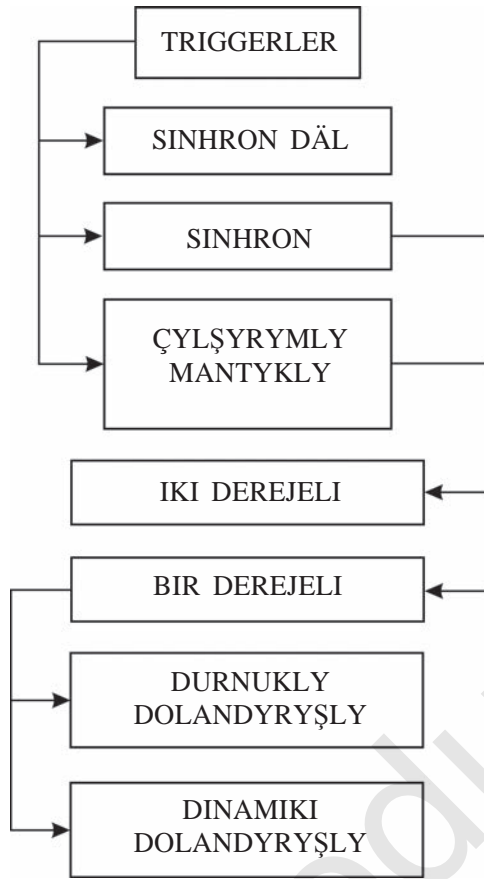 TRIGGERLER
SINHRON DÄL
SINHRON
ÇYLŞYRYMLY
MANTYKLY
IKI DEREJELI
BIR DEREJELI
DURNUKLY
DOLANDYRYŞLY
DINAMIKI
DOLANDYRYŞLY